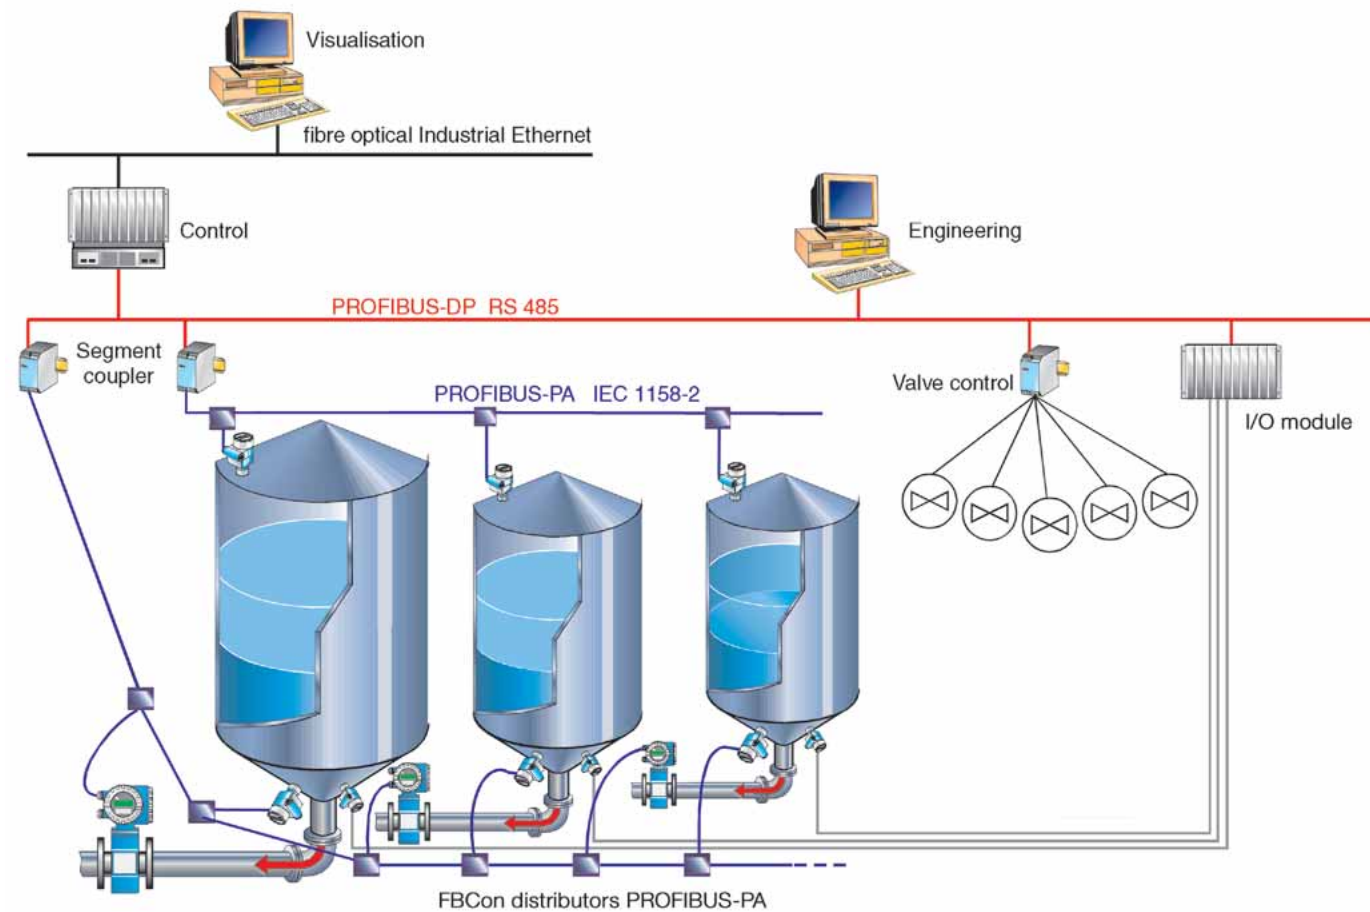 Visualisation
fibre optical Industrial Ethernet
Control
Engineering
PROFIBUS-DP RS 485
Segment
coupler
PROFIBUS-PA IEC 1158-2
Valve control
I/O module
FBCon distributors PROFIBUS-PA